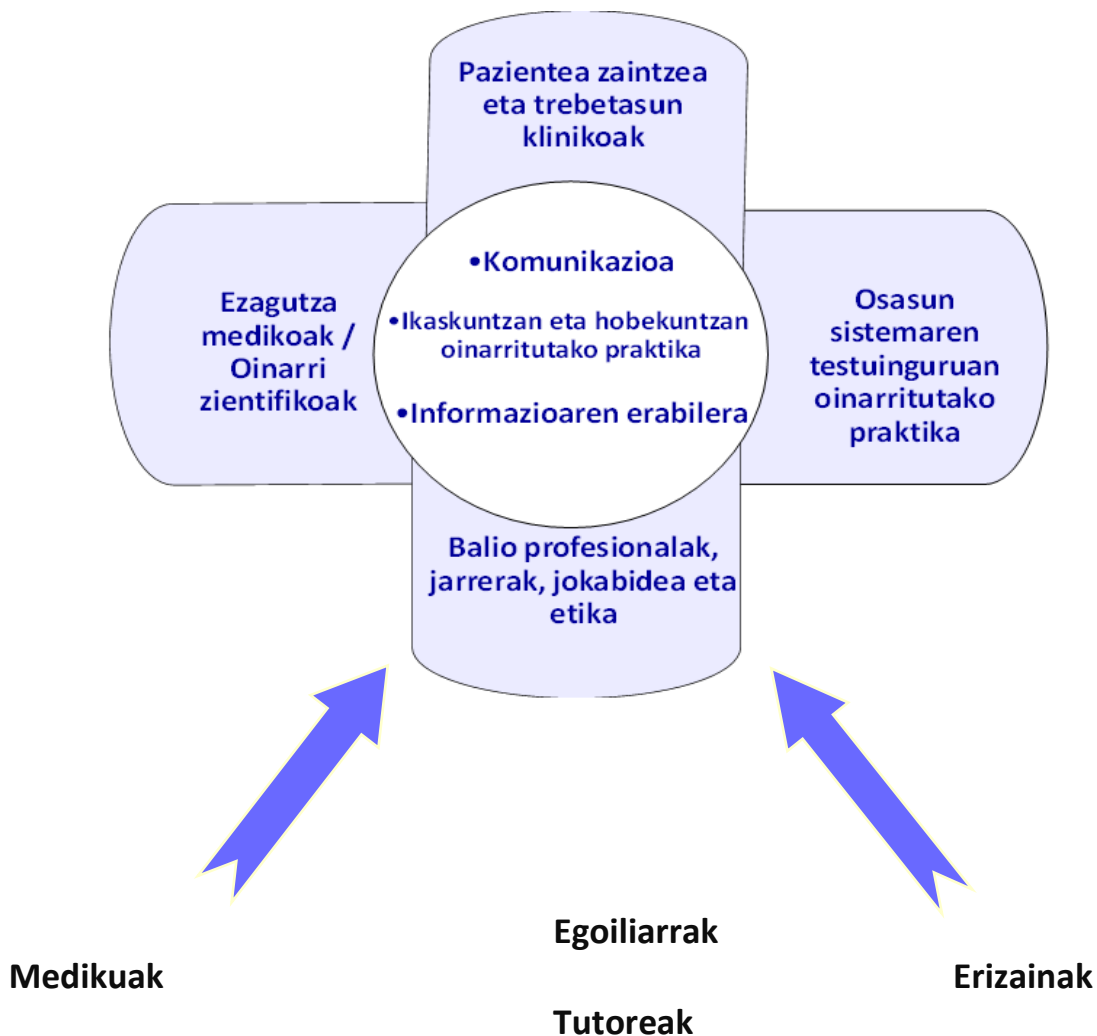 Pazientea zaintzea
eta trebetasun
klinikoak
Ezagutza
medikoak /
Oinarri
zientifikoak
•Komunikazioa
•Ikaskuntzan eta hobekuntzan
oinarritutako praktika
•Informazioaren erabilera
Osasun
sistemaren
testuinguruan
oinarritutako
praktika
Balio profesionalak,
jarrerak, jokabidea eta
etika
Egoiliarrak
Medikuak
Erizainak
Tutoreak